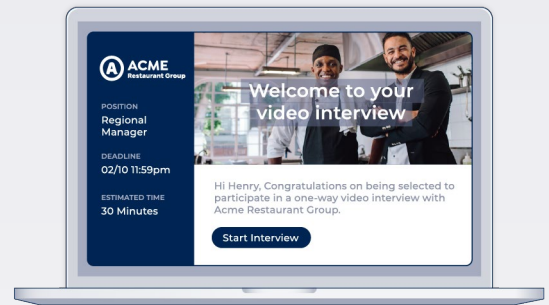 ACME
Restaurant Group
POSITION
Regional
Manager
DEADLINE
02/10 11:59pm
ESTIMATED TIME
30 Minutes
Welcome to your
video interview
Hi Henry, Congratulations on being selected to
participate in a one-way video interview with
Acme Restaurant Group.
Start Interview